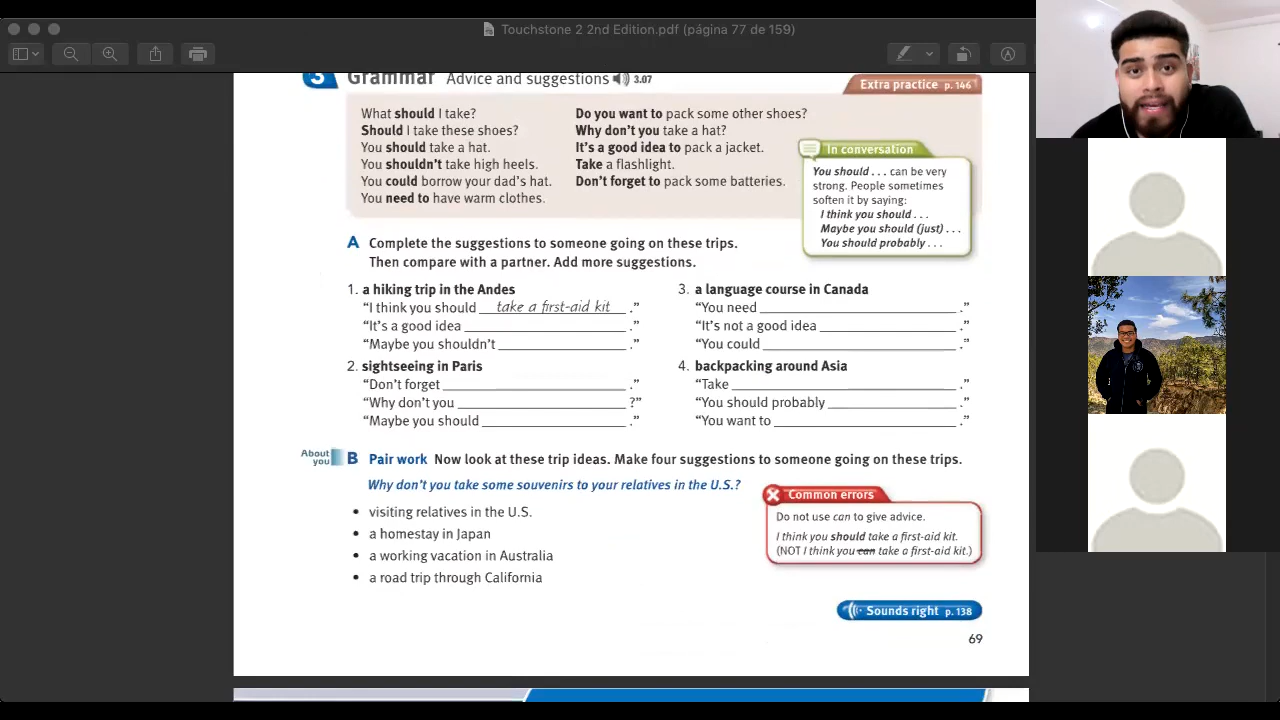 Touchstone 2 2nd Edition.pdf (página 77 de 159)
3 Grammar Advice and suggestions 3.07
Extra practice p. 146
What should I take?
Should I take these shoes?
You should take a hat.
You shouldn't take high heels.
You could borrow your dad's hat.
You need to have warm clothes.
Do you want to pack some other shoes?
Why don't you take a hat?
It's a good idea to pack a jacket.
Take a flashlight.
Don't forget to pack some batteries.
In conversation
You should . . . can be very
strong. People sometimes
soften it by saying:
I think you should . . .
Maybe you should (just) . . .
You should probably . . .
A Complete the suggestions to someone going on these trips.
Then compare with a partner. Add more suggestions.
1. a hiking trip in the Andes
"I think you should take a first-aid kit ."
"It's a good idea ."
"Maybe you shouldn't ."
2. sightseeing in Paris
"Don't forget ."
"Why don't you ?"
"Maybe you should ."
3. a language course in Canada
"You need ."
"It's not a good idea ."
"You could ."
4. backpacking around Asia
"Take ."
"You should probably ."
"You want to ."
About
you
B Pair work Now look at these trip ideas. Make four suggestions to someone going on these trips.
Why don't you take some souvenirs to your relatives in the U.S.?
• visiting relatives in the U.S.
• a homestay in Japan
• a working vacation in Australia
• a road trip through California
Common errors
Do not use can to give advice.
I think you should take a first-aid kit.
(NOT I think you can take a first-aid kit.)
Sounds right p. 138
69